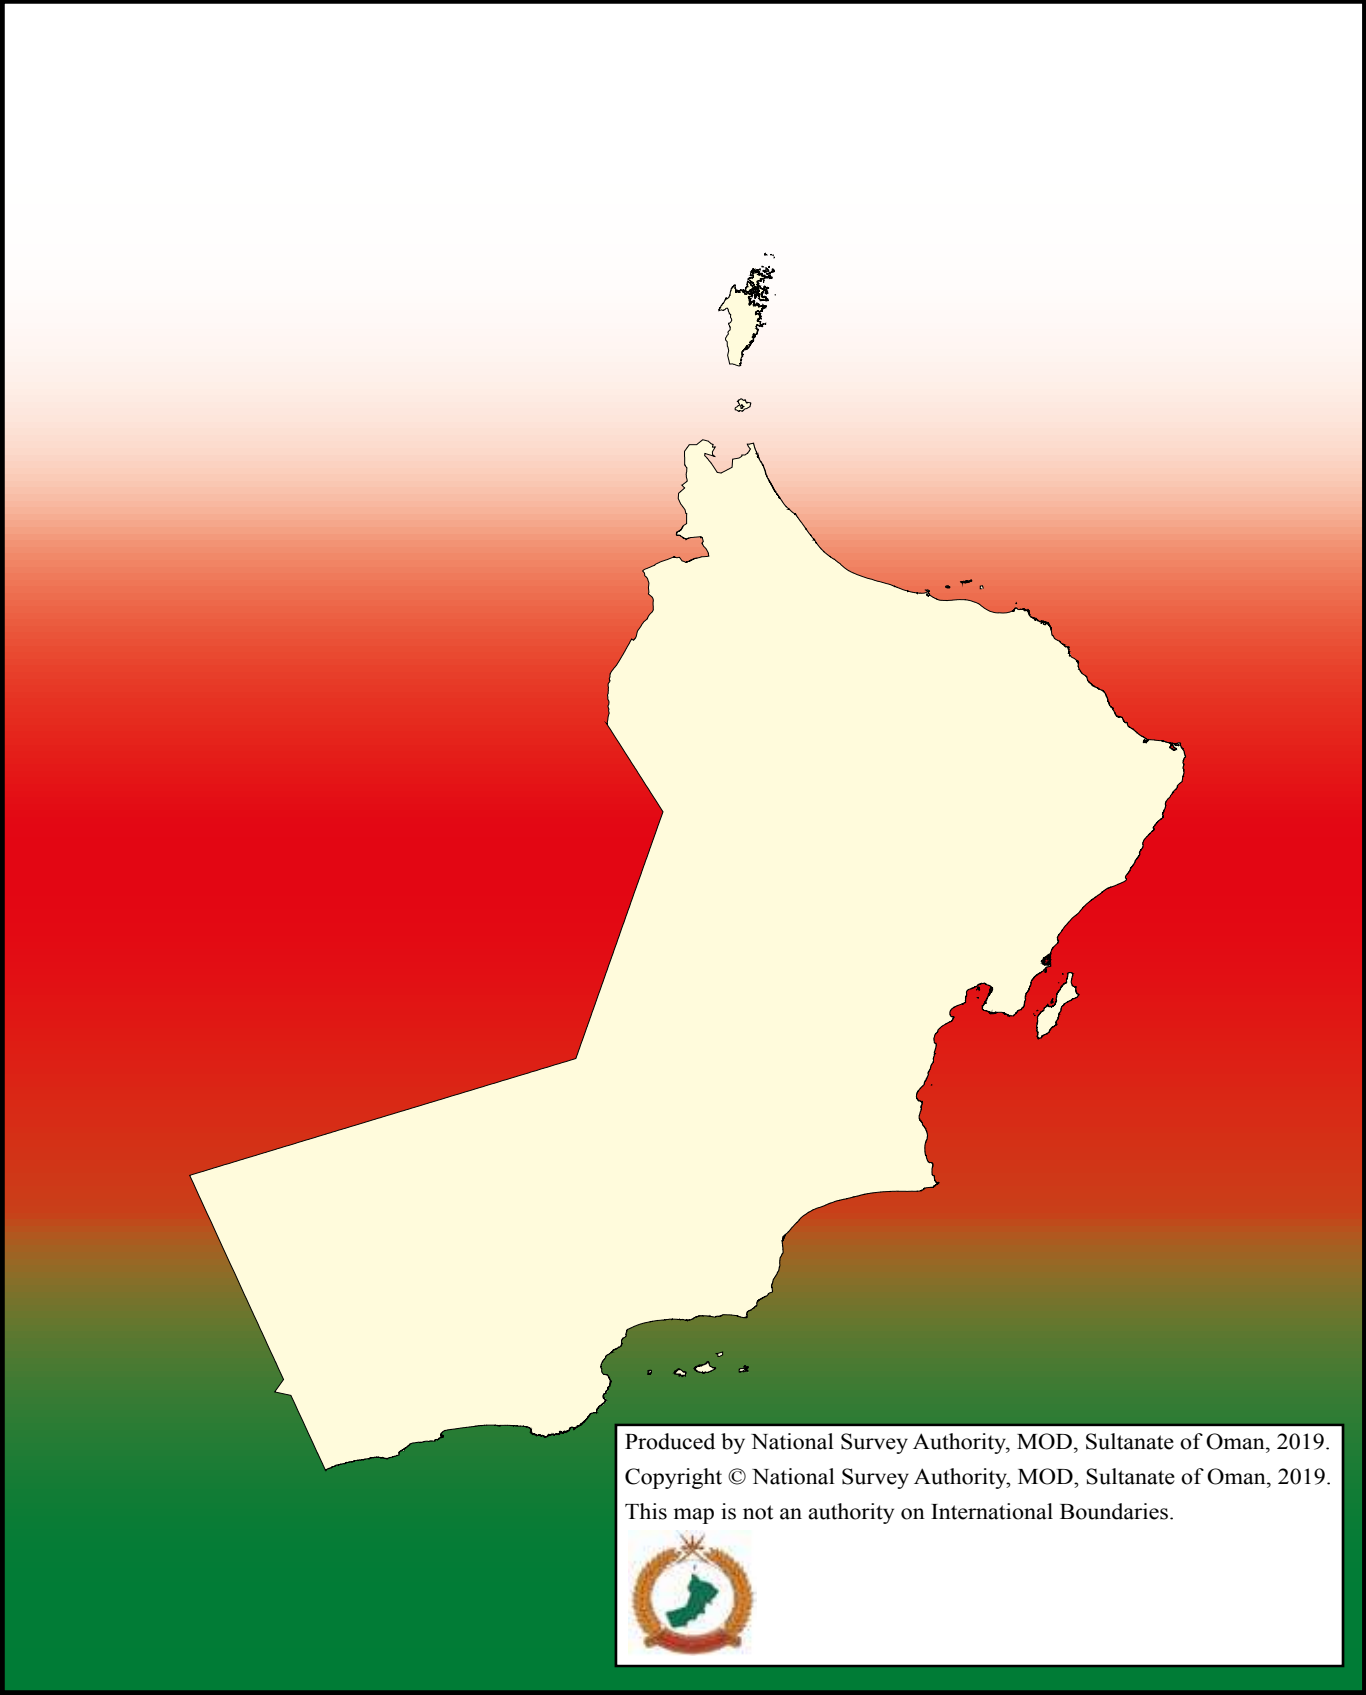 Produced by National Survey Authority, MOD, Sultanate of Oman, 2019.
Copyright © National Survey Authority, MOD, Sultanate of Oman, 2019.
This map is not an authority on International Boundaries.